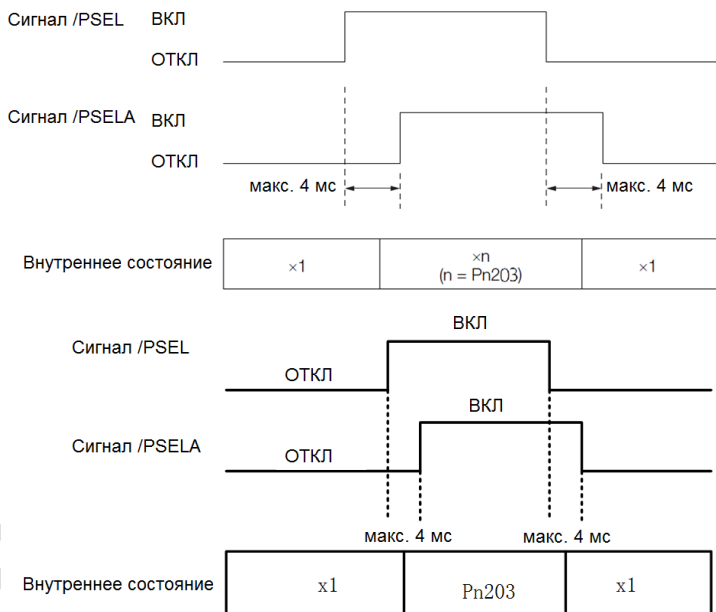 Сигнал /PSEL ВКЛ
ОТКЛ
Сигнал /PSELA ВКЛ
ОТКЛ
макс. 4 мс макс. 4 мс
Внутреннее состояние ×1 ×n ×1
(n = Pn203)
ВКЛ
Сигнал /PSEL
ОТКЛ
ВКЛ
Сигнал /PSELA
ОТКЛ
макс. 4 мс макс. 4 мс
Внутреннее состояние x1 Pn203 x1